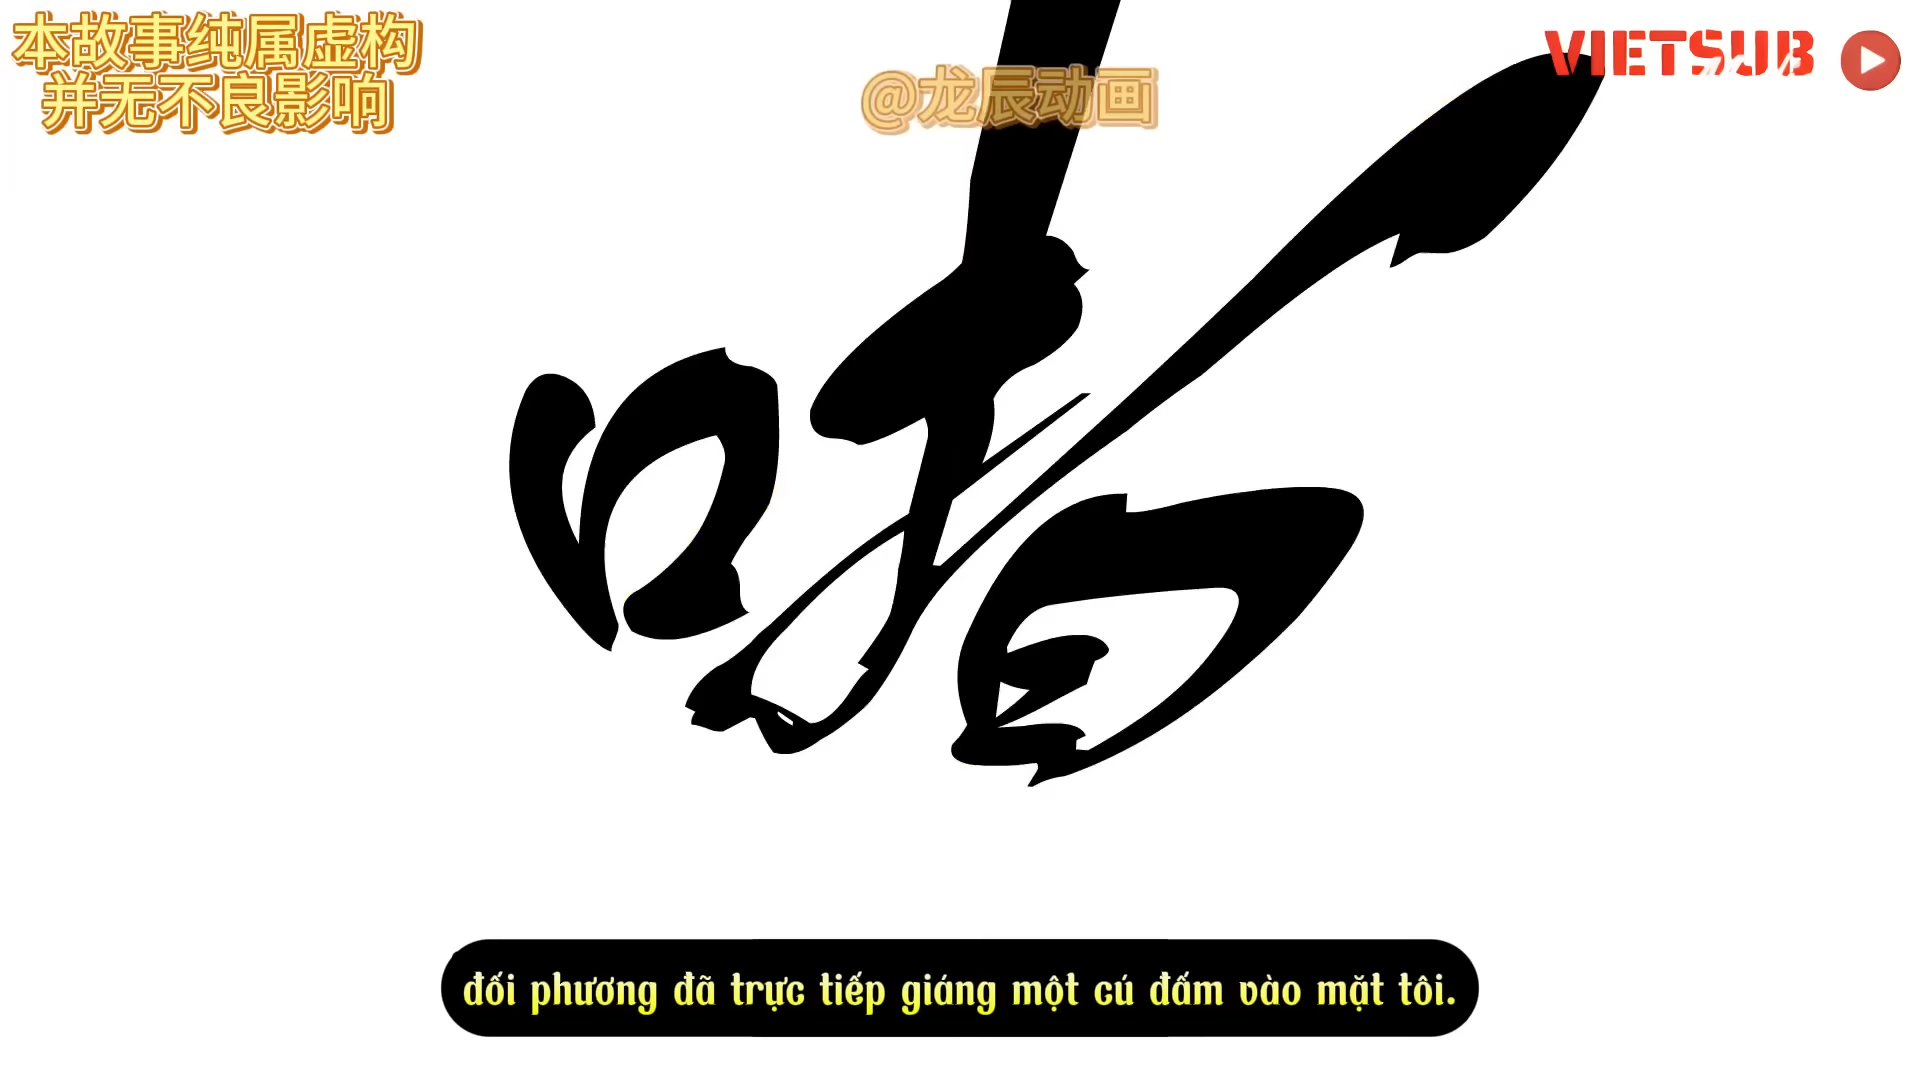 本故事纯属虚构
并无不良影响
@龙辰动画
VIETSUB
啪
đối phương đã trực tiếp giáng một cú đấm vào mặt tôi.